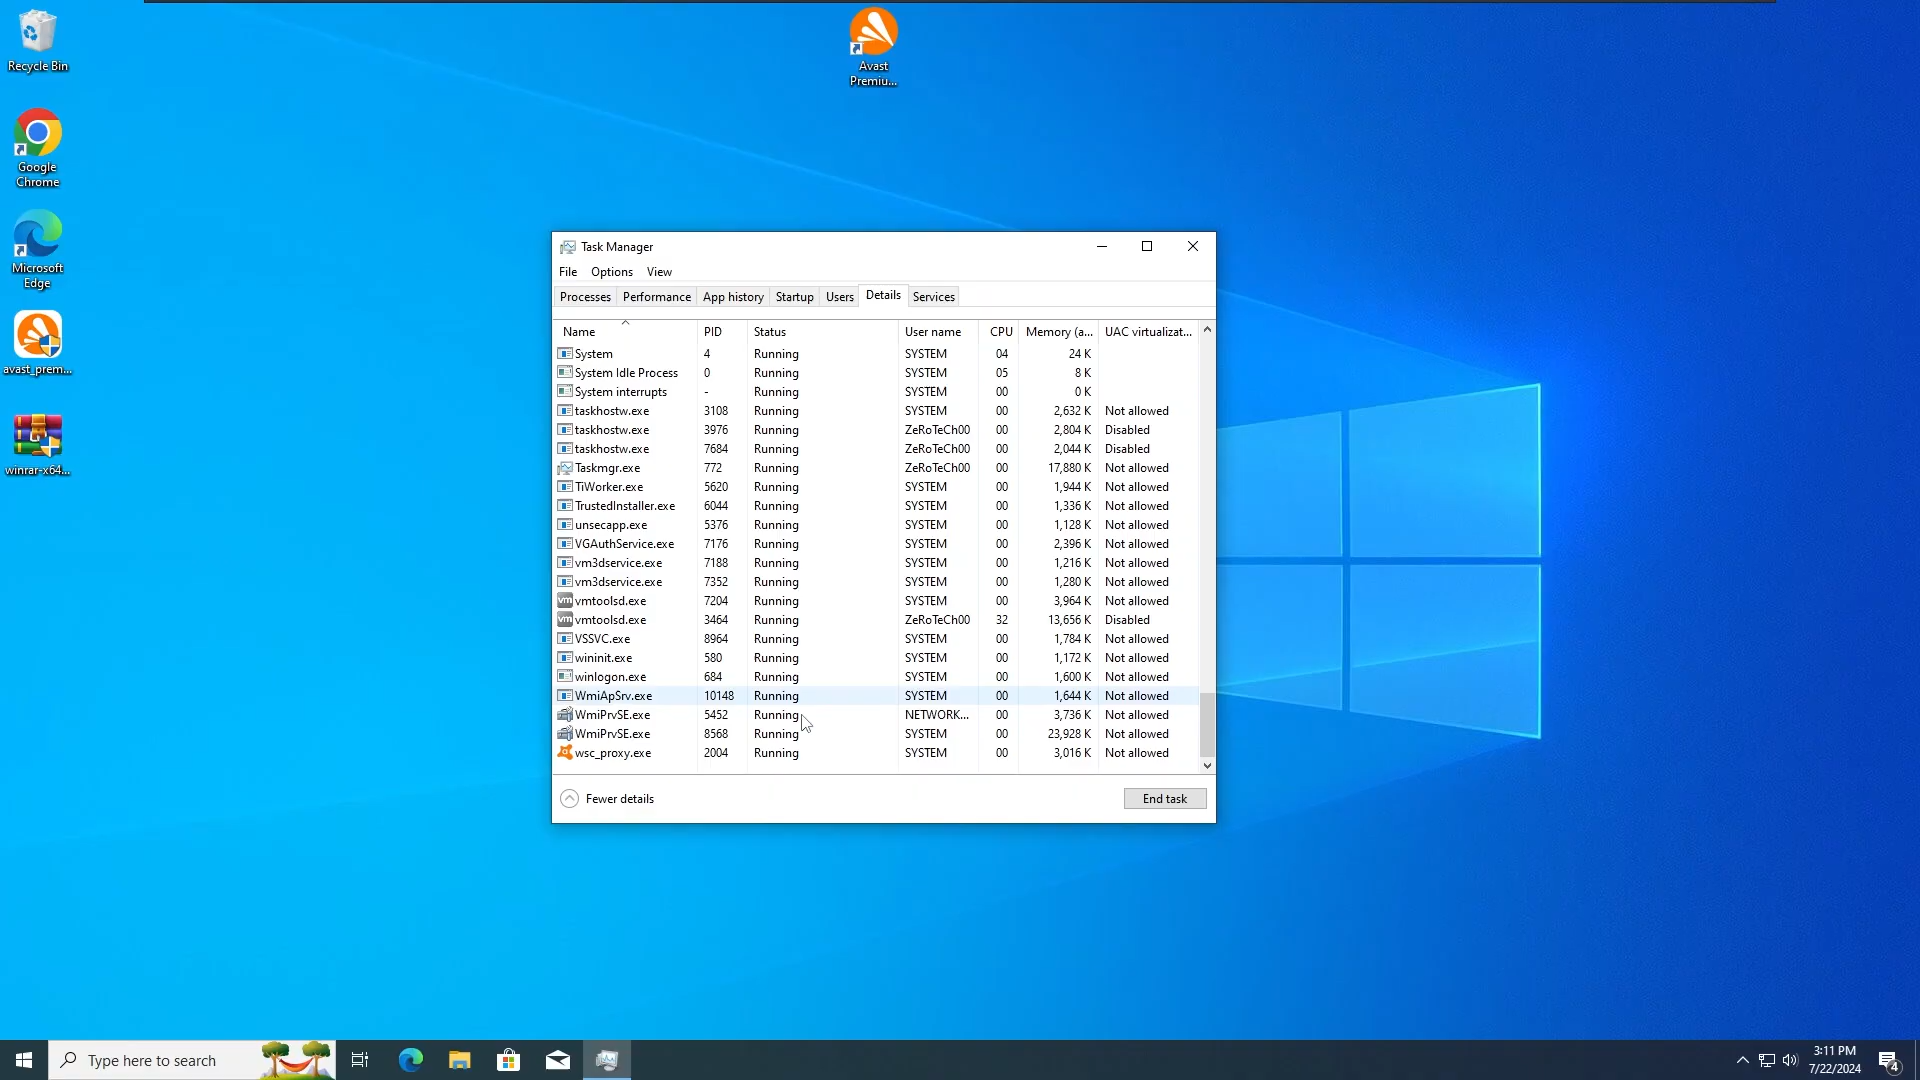 Recycle Bin
Google
Chrome
Microsoft
Edge
avast_prem...
winrar-x64...
Avast
Premiu...
Task Manager
File Options View
Processes Performance App history Startup Users Details Services
Name PID Status User name CPU Memory (a... UAC virtualizat...
System 4 Running SYSTEM 04 24 K
System Idle Process 0 Running SYSTEM 05 8 K
System interrupts - Running SYSTEM 00 0 K
taskhostw.exe 3108 Running SYSTEM 00 2,632 K Not allowed
taskhostw.exe 3976 Running ZeRoTeCh00 00 2,804 K Disabled
taskhostw.exe 7684 Running ZeRoTeCh00 00 2,044 K Disabled
Taskmgr.exe 772 Running ZeRoTeCh00 00 17,880 K Not allowed
TiWorker.exe 5620 Running SYSTEM 00 1,944 K Not allowed
TrustedInstaller.exe 6044 Running SYSTEM 00 1,336 K Not allowed
unsecapp.exe 5376 Running SYSTEM 00 1,128 K Not allowed
VGAuthService.exe 7176 Running SYSTEM 00 2,396 K Not allowed
vm3dservice.exe 7188 Running SYSTEM 00 1,216 K Not allowed
vm3dservice.exe 7352 Running SYSTEM 00 1,280 K Not allowed
vm vmtoolsd.exe 7204 Running SYSTEM 00 3,964 K Not allowed
vm vmtoolsd.exe 3464 Running ZeRoTeCh00 32 13,656 K Disabled
VSSVC.exe 8964 Running SYSTEM 00 1,784 K Not allowed
wininit.exe 580 Running SYSTEM 00 1,172 K Not allowed
winlogon.exe 684 Running SYSTEM 00 1,600 K Not allowed
WmiApSrv.exe 10148 Running SYSTEM 00 1,644 K Not allowed
WmiPrvSE.exe 5452 Running NETWORK... 00 3,736 K Not allowed
WmiPrvSE.exe 8568 Running SYSTEM 00 23,928 K Not allowed
wsc_proxy.exe 2004 Running SYSTEM 00 3,016 K Not allowed
Fewer details End task
Type here to search
3:11 PM
7/22/2024
4